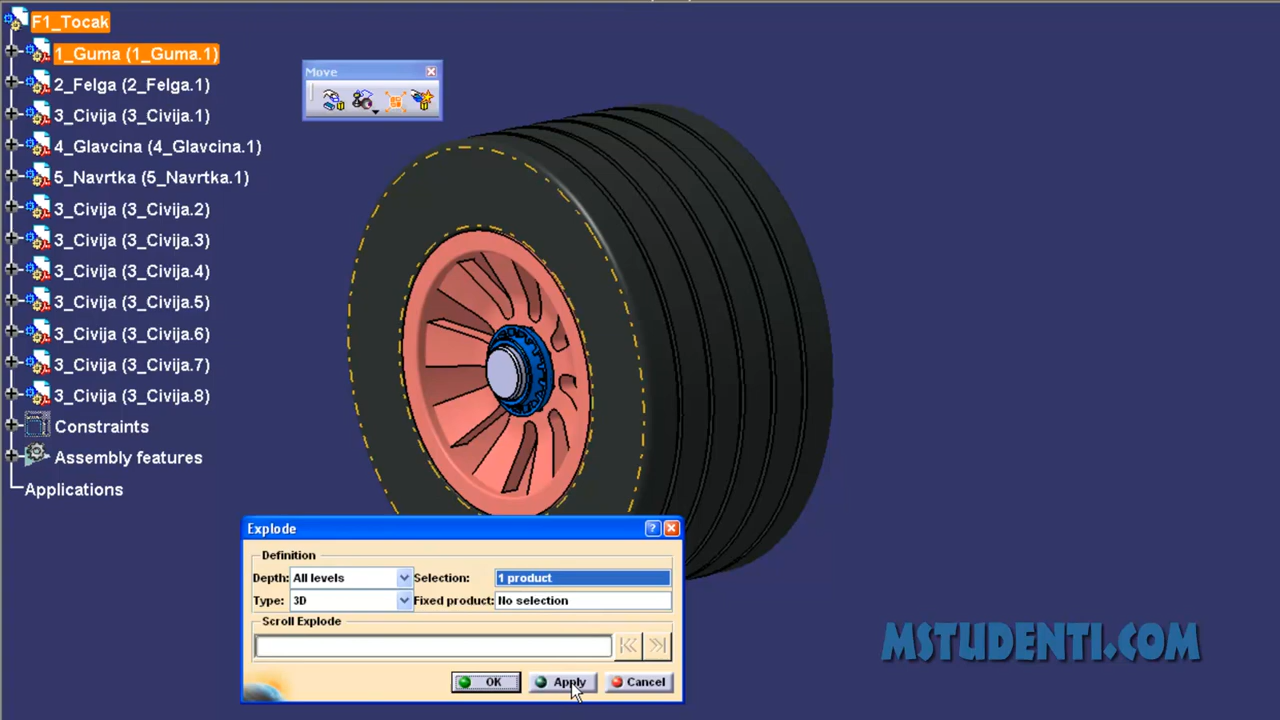 F1_Tocak
1_Guma (1_Guma.1)
2_Felga (2_Felga.1)
3_Civija (3_Civija.1)
4_Glavcina (4_Glavcina.1)
5_Navrtka (5_Navrtka.1)
3_Civija (3_Civija.2)
3_Civija (3_Civija.3)
3_Civija (3_Civija.4)
3_Civija (3_Civija.5)
3_Civija (3_Civija.6)
3_Civija (3_Civija.7)
3_Civija (3_Civija.8)
Constraints
Assembly features
Applications
Move
Explode
Definition
Depth: All levels Selection: 1 product
Type: 3D Fixed product: No selection
Scroll Explode
OK Apply Cancel
MSTUDENTI.COM